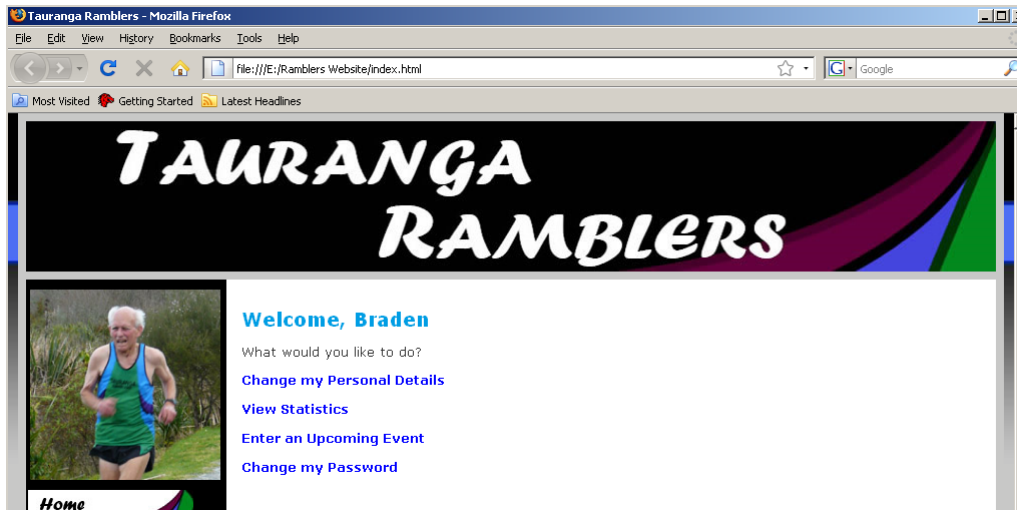 Tauranga Ramblers - Mozilla Firefox
File Edit View History Bookmarks Tools Help
file:///E:/Ramblers Website/index.html
G Google
Most Visited Getting Started Latest Headlines
TAURANGA
RAMBLERS
Welcome, Braden
What would you like to do?
Change my Personal Details
View Statistics
Enter an Upcoming Event
Change my Password
Home